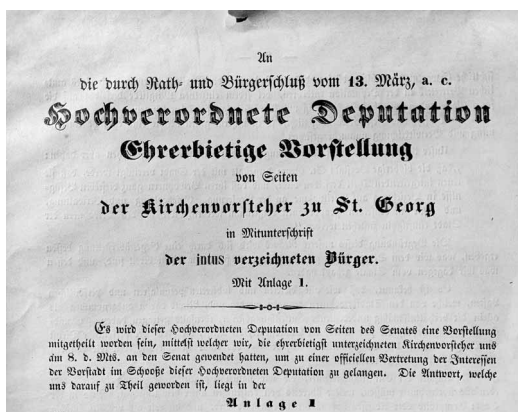 An
die durch Rath- und Bürgerschluß vom 13. März, a. c.
Hochverordnete Deputation
Ehrerbietige Vorstellung
von Seiten
der Kirchenvorsteher zu St. Georg
in Mitunterschrift
der intus verzeichneten Bürger.
Mit Anlage 1.
Es wird dieser Hochverordneten Deputation von Seiten des Senates eine Vorstellung
mitgetheilt worden sein, mittelst welcher wir, die ehrerbietigst unterzeichneten Kirchenvorsteher uns
am 8. d. Mts. an den Senat gewendet hatten, um zu einer officiellen Vertretung der Interessen
der Vorstadt im Schooße dieser Hochverordneten Deputation zu gelangen. Die Antwort, welche
uns darauf zu Theil geworden ist, liegt in der
Anlage 1